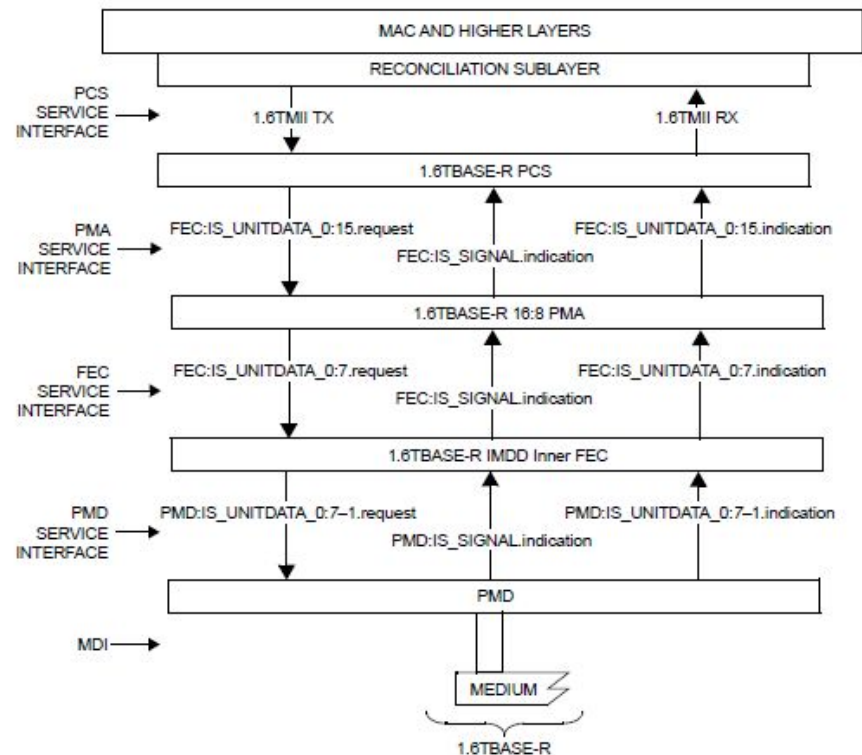 MAC AND HIGHER LAYERS
RECONCILIATION SUBLAYER
PCS
SERVICE
INTERFACE
1.6TMII TX
1.6TMII RX
1.6TBASE-R PCS
PMA
SERVICE
INTERFACE
FEC:IS_UNITDATA_0:15.request
FEC:IS_SIGNAL.indication
FEC:IS_UNITDATA_0:15.indication
1.6TBASE-R 16:8 PMA
FEC
SERVICE
INTERFACE
FEC:IS_UNITDATA_0:7.request
FEC:IS_SIGNAL.indication
FEC:IS_UNITDATA_0:7.indication
1.6TBASE-R IMDD Inner FEC
PMD
SERVICE
INTERFACE
PMD:IS_UNITDATA_0:7–1.request
PMD:IS_SIGNAL.indication
PMD:IS_UNITDATA_0:7–1.indication
PMD
MDI
MEDIUM
1.6TBASE-R